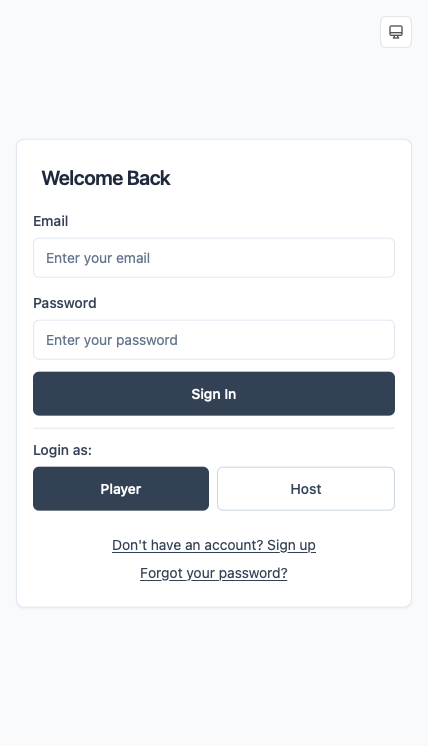 Welcome Back
Email
Enter your email
Password
Enter your password
Sign In
Login as:
Player
Host
Don't have an account? Sign up
Forgot your password?